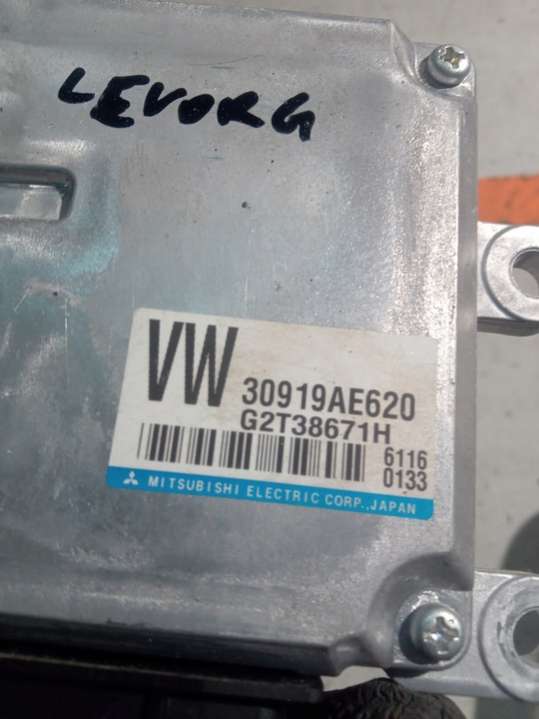 LEVORG
VW
30919AE620
G2T38671H
6116
0133
MITSUBISHI ELECTRIC CORP.,JAPAN